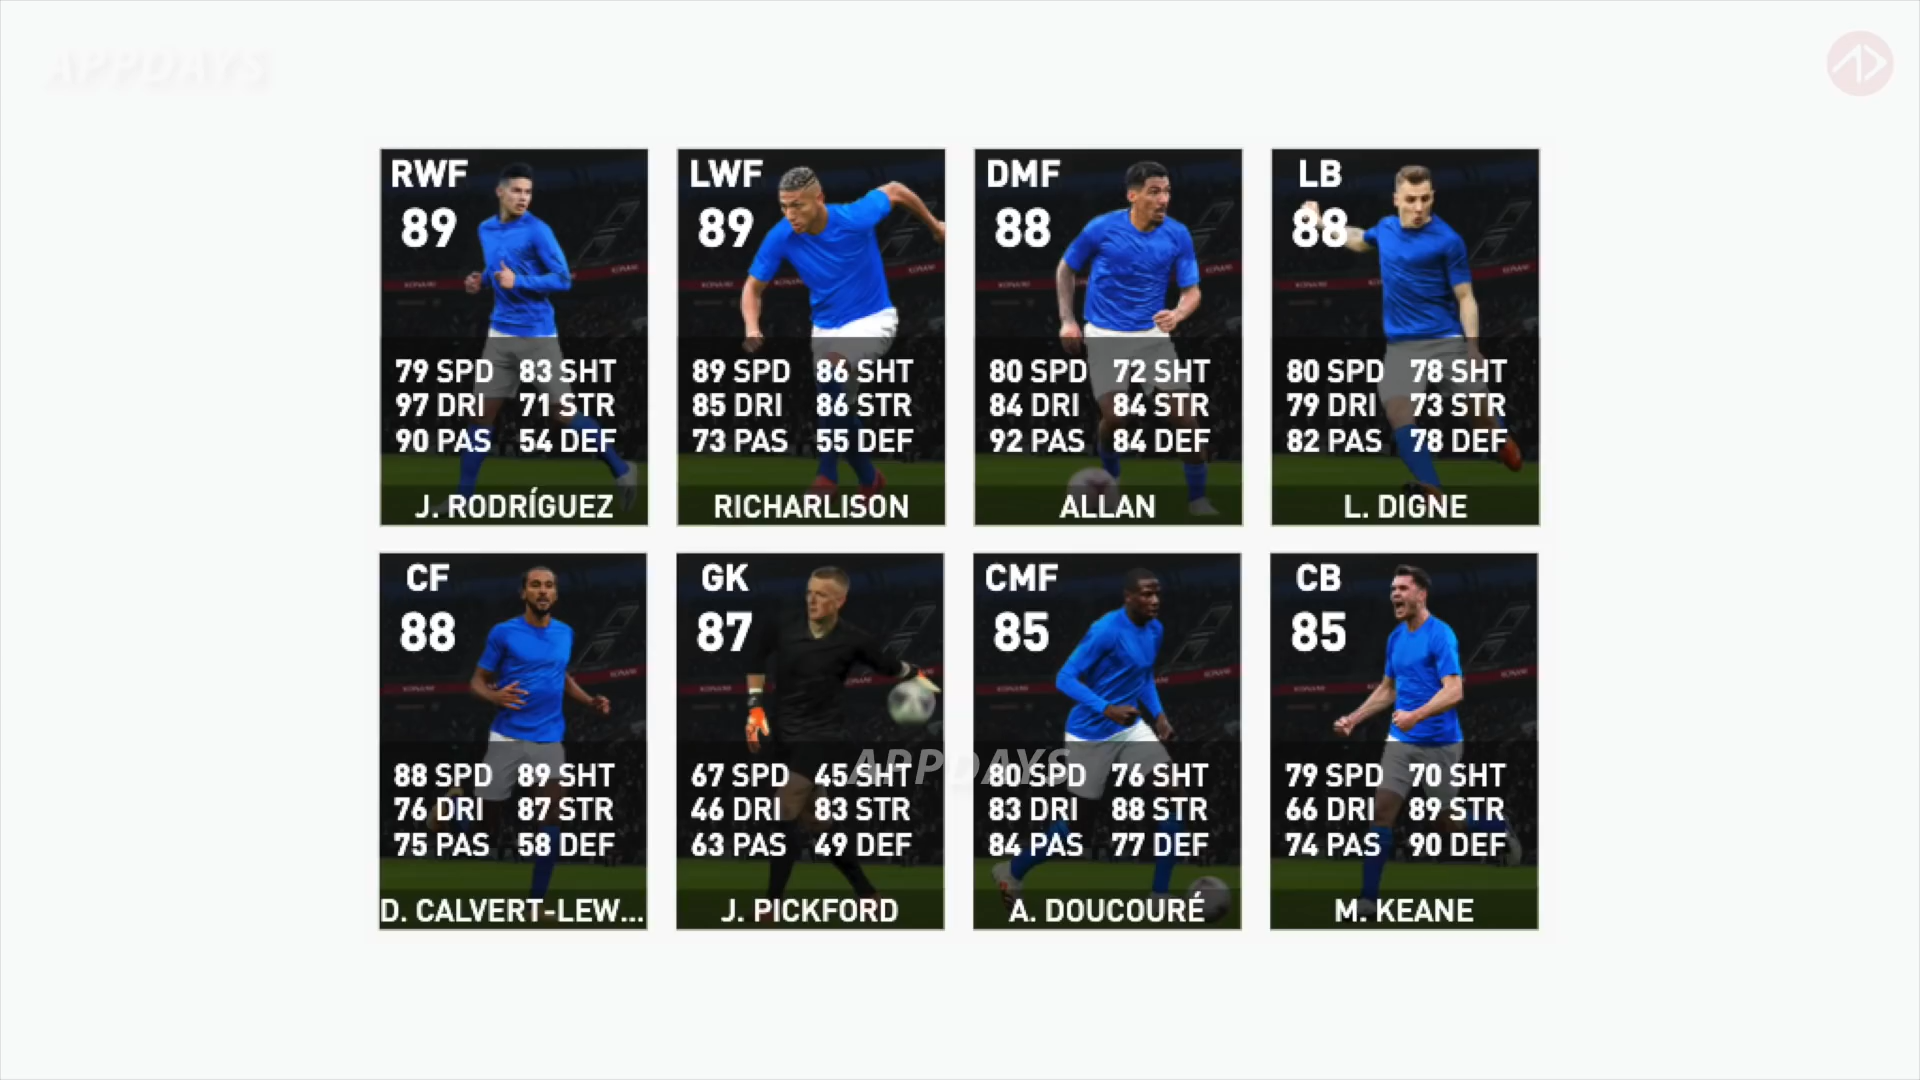 APPDAYS
RWF
89
79 SPD 83 SHT
97 DRI 71 STR
90 PAS 54 DEF
J. RODRÍGUEZ
LWF
89
89 SPD 86 SHT
85 DRI 86 STR
73 PAS 55 DEF
RICHARLISON
DMF
88
80 SPD 72 SHT
84 DRI 84 STR
92 PAS 84 DEF
ALLAN
LB
88
80 SPD 78 SHT
79 DRI 73 STR
82 PAS 78 DEF
L. DIGNE
CF
88
88 SPD 89 SHT
76 DRI 87 STR
75 PAS 58 DEF
D. CALVERT-LEW...
GK
87
67 SPD 45 SHT
46 DRI 83 STR
63 PAS 49 DEF
J. PICKFORD
APPDAYS
CMF
85
80 SPD 76 SHT
83 DRI 88 STR
84 PAS 77 DEF
A. DOUCOURÉ
CB
85
79 SPD 70 SHT
66 DRI 89 STR
74 PAS 90 DEF
M. KEANE